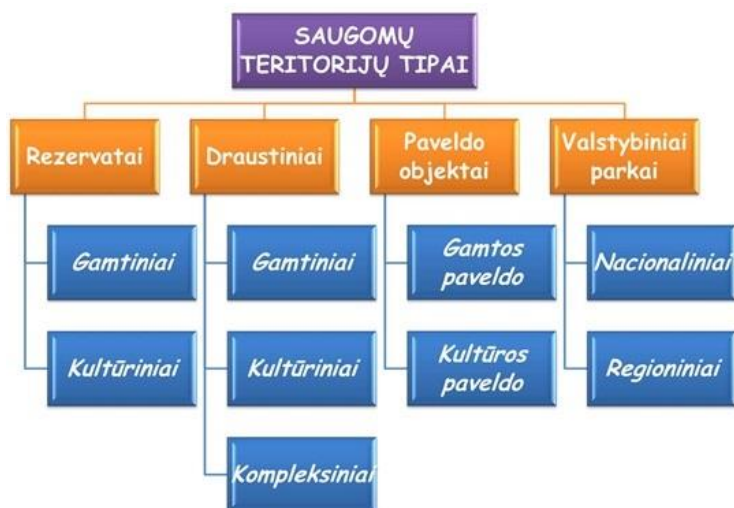 SAUGOMŲ
TERITORIJŲ TIPAI
Rezervatai
Draustiniai
Paveldo
objektai
Valstybiniai
parkai
Gamtiniai
Gamtiniai
Gamtos
paveldo
Nacionaliniai
Kultūriniai
Kultūriniai
Kultūros
paveldo
Regioniniai
Kompleksiniai